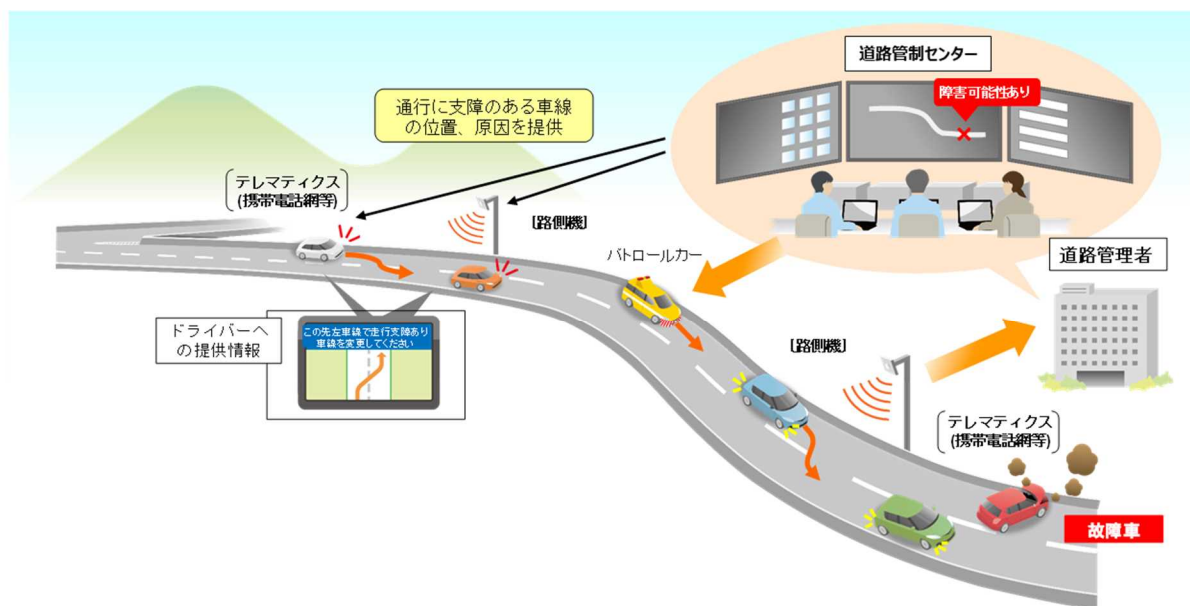 道路管制センター
障害可能性あり
通行に支障のある車線
の位置、原因を提供
テレマティクス
(携帯電話網等)
〔路側機〕
パトロールカー
道路管理者
ドライバーへ
の提供情報
この先左車線で走行支障あり
車線を変更してください
〔路側機〕
テレマティクス
(携帯電話網等)
故障車